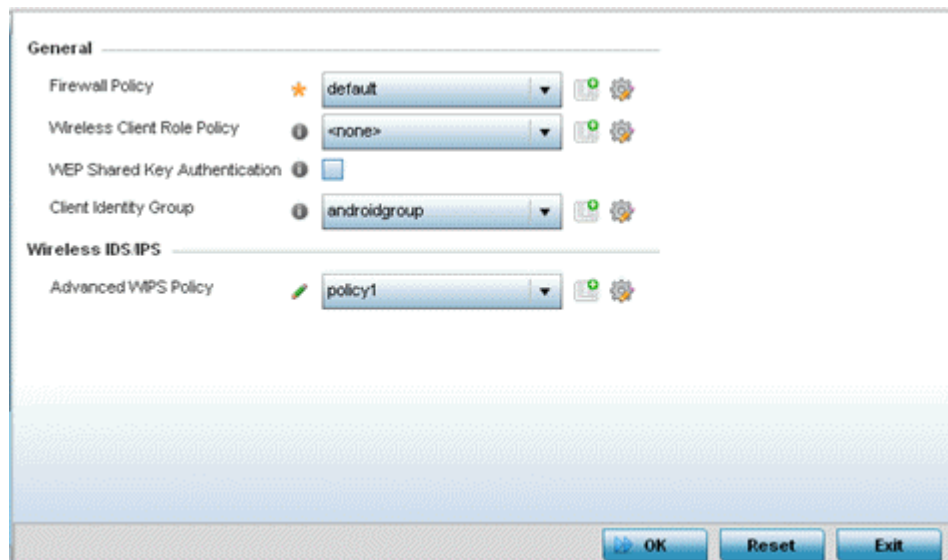 General
Firewall Policy default
Wireless Client Role Policy <none>
WEP Shared Key Authentication
Client Identity Group androidgroup
Wireless IDS/IPS
Advanced WIPS Policy policy1
OK Reset Exit